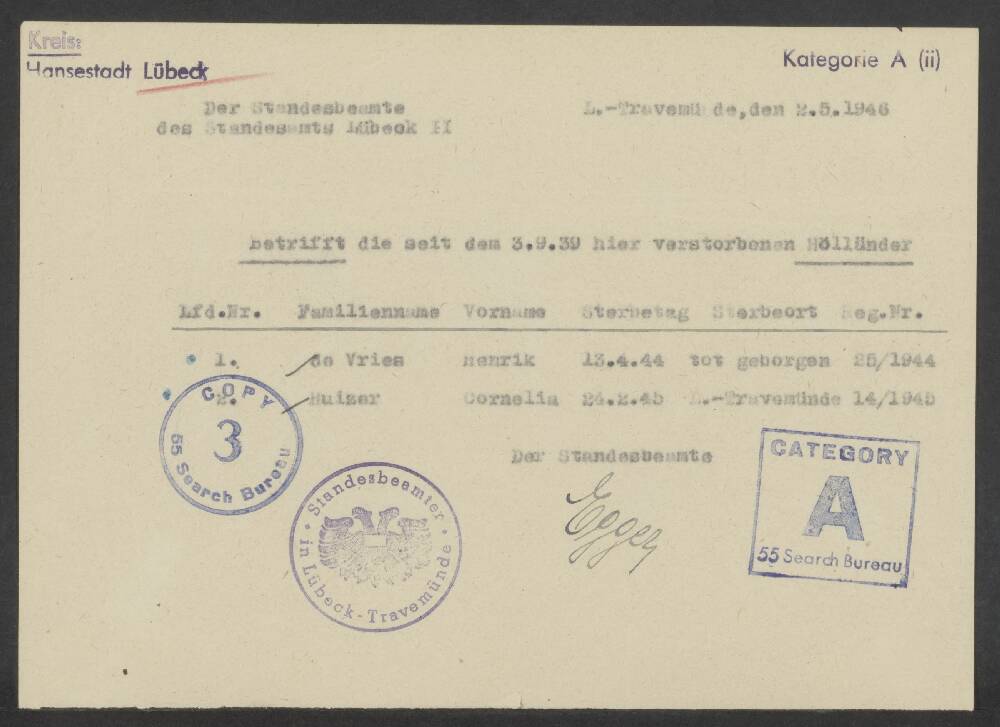 Kreis:
Hansestadt Lübeck
Kategorie A (ii)
Der Standesbeamte
des Standesamts Lübeck II
L.-Travemünde,den 2.5.1946
betrifft die seit dem 3.9.39 hier verstorbenen Holländer
Lfd.Nr. Familienname Vorname Sterbetag Sterbeort Reg.Nr.
1. de Vries Henrik 13.4.44 tot geborgen 25/1944
2. Huizer Cornelia 24.2.45 L.-Travemünde 14/1945
COPY
3
55 Search Bureau
Der Standesbeamte
Egger
Standesbeamter
in Lübeck-Travemünde
CATEGORY
A
55 Search Bureau